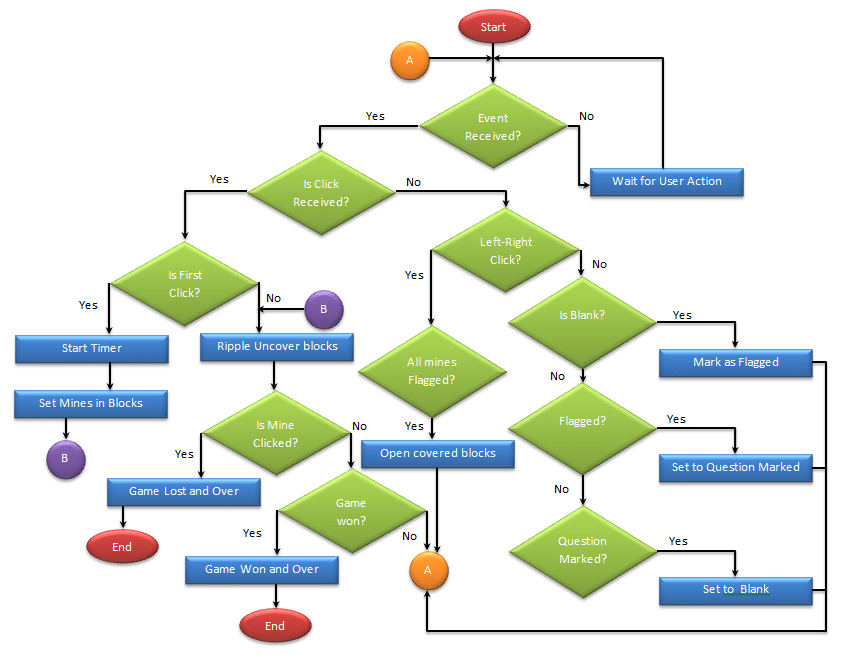 Start
A
Event
Received?
Yes
No
Wait for User Action
Is Click
Received?
Yes
No
Left-Right
Click?
Yes
No
Is First
Click?
Yes
No
B
Is Blank?
Yes
No
Start Timer
Ripple Uncover blocks
All mines
Flagged?
Yes
Mark as Flagged
Set Mines in Blocks
B
Is Mine
Clicked?
Yes
No
Flagged?
Yes
No
Open covered blocks
Set to Question Marked
Game Lost and Over
End
Game
won?
Yes
No
Question
Marked?
Yes
Game Won and Over
A
Set to Blank
End